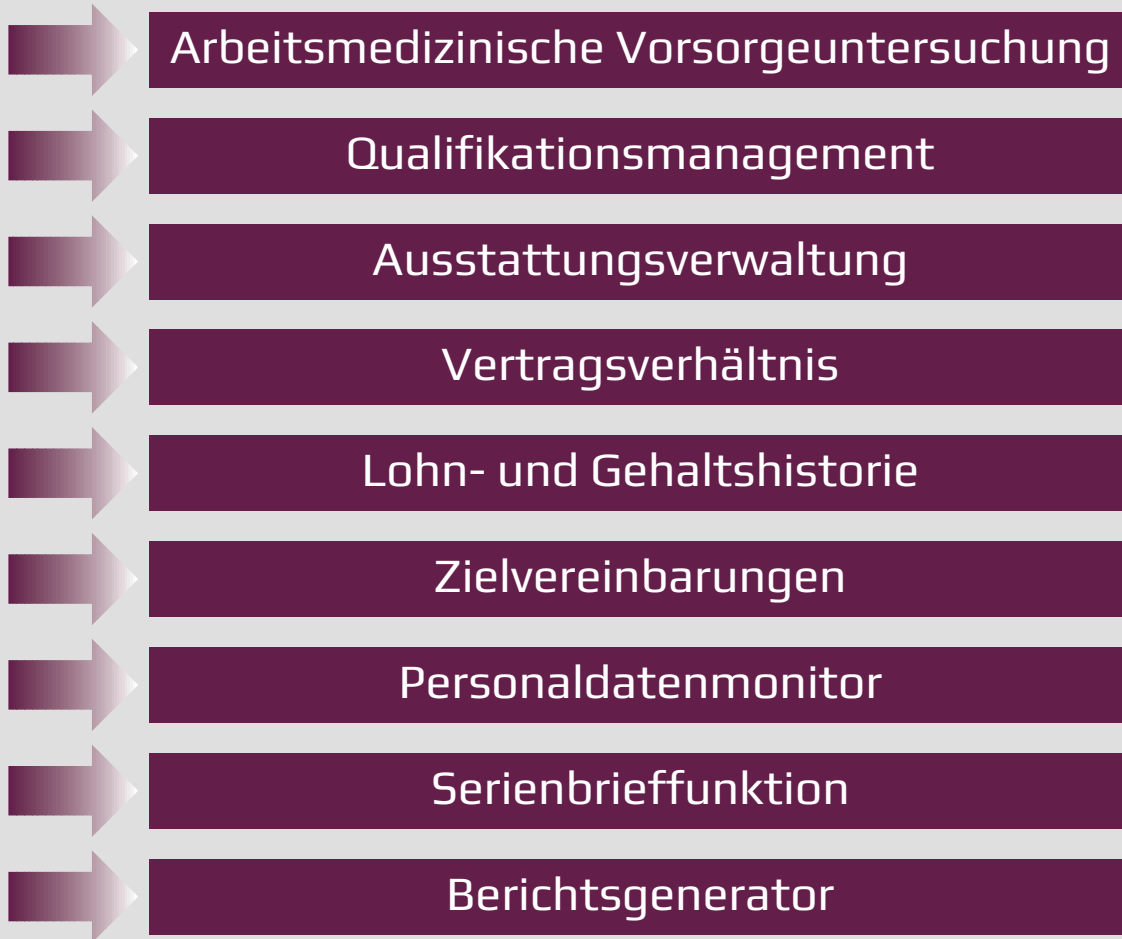 Arbeitsmedizinische Vorsorgeuntersuchung
Qualifikationsmanagement
Ausstattungsverwaltung
Vertragsverhältnis
Lohn- und Gehaltshistorie
Zielvereinbarungen
Personaldatenmonitor
Serienbrieffunktion
Berichtsgenerator